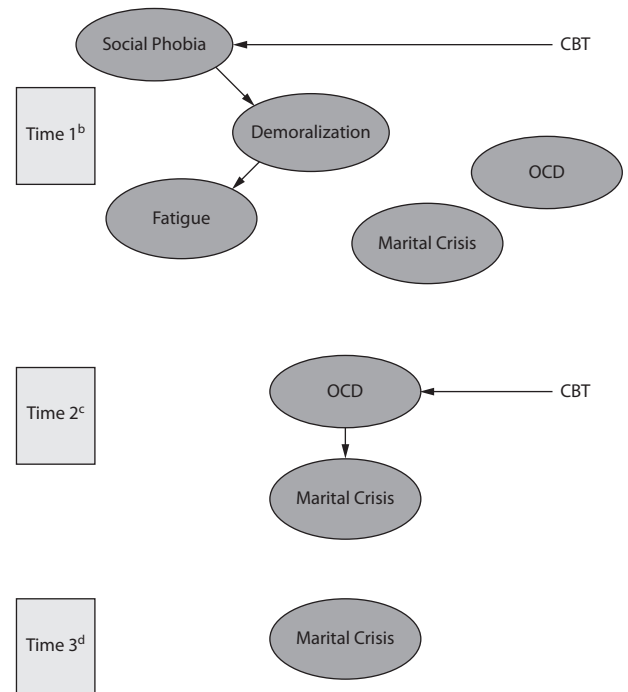 Social Phobia
CBT
Time 1ᵇ
Demoralization
OCD
Fatigue
Marital Crisis
Time 2ᶜ
OCD
CBT
Marital Crisis
Time 3ᵈ
Marital Crisis